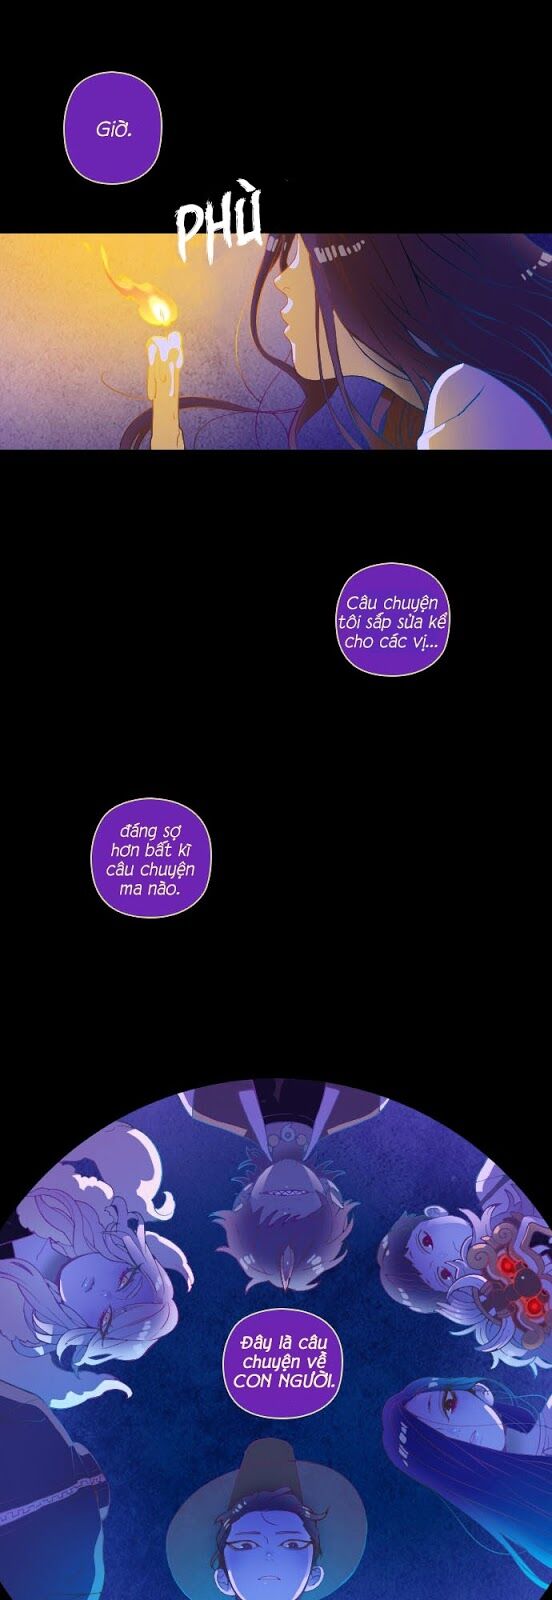 Giờ.
PHÙ
Câu chuyện
tôi sắp sửa kể
cho các vị...
đáng sợ
hơn bất kì
câu chuyện
ma nào.
Đây là câu
chuyện về
CON NGƯỜI.